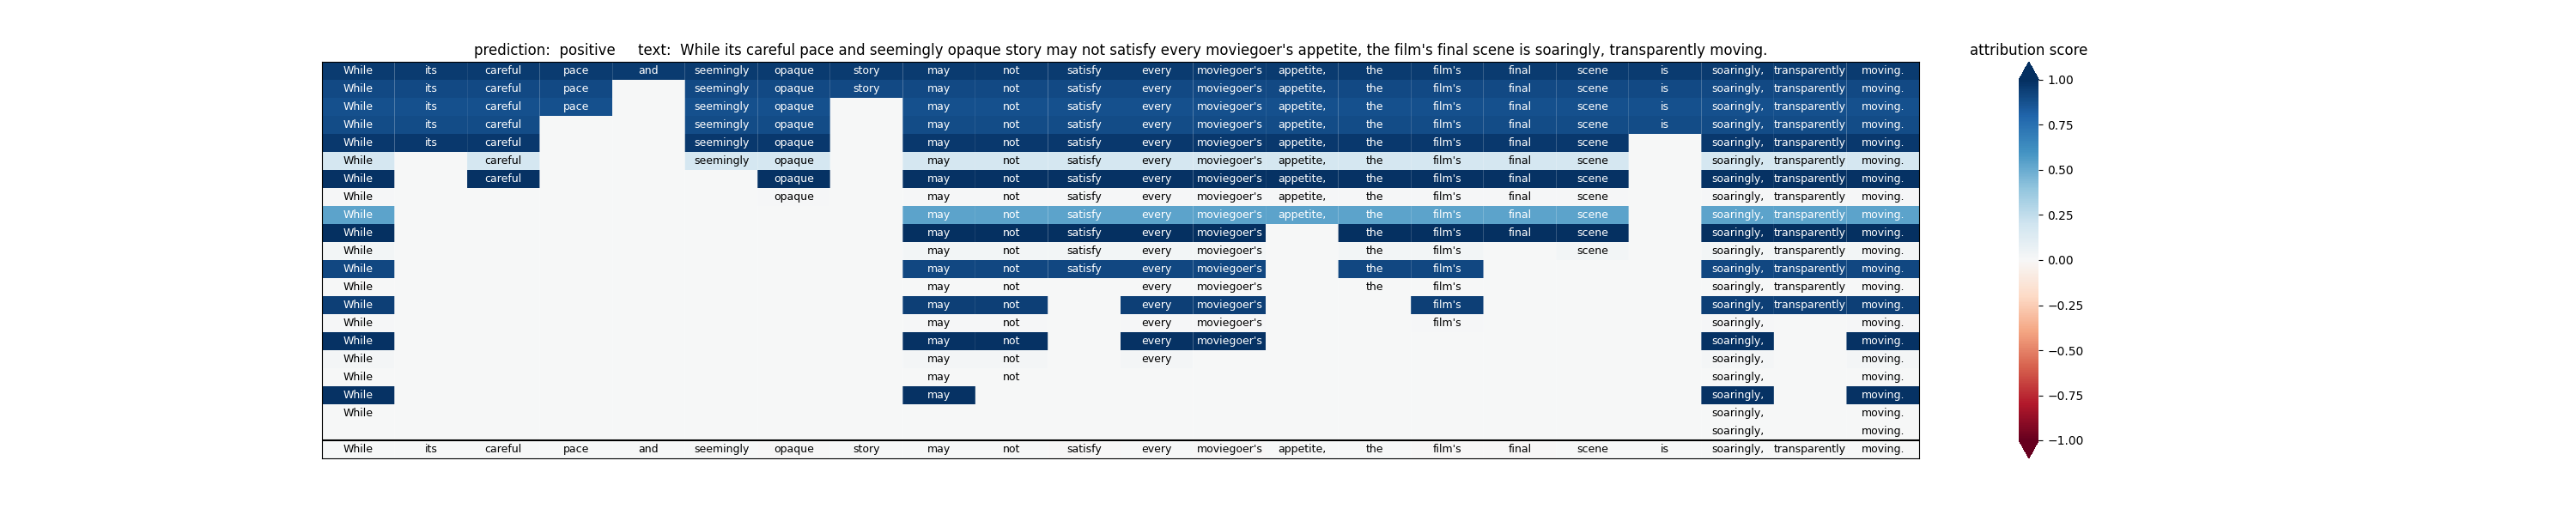 prediction: positive text: While its careful pace and seemingly opaque story may not satisfy every moviegoer's appetite, the film's final scene is soaringly, transparently moving.
attribution score
While its careful pace and seemingly opaque story may not satisfy every moviegoer's appetite, the film's final scene is soaringly, transparently moving.
While its careful pace seemingly opaque story may not satisfy every moviegoer's appetite, the film's final scene is soaringly, transparently moving.
While its careful pace seemingly opaque may not satisfy every moviegoer's appetite, the film's final scene is soaringly, transparently moving.
While its careful seemingly opaque may not satisfy every moviegoer's appetite, the film's final scene is soaringly, transparently moving.
While its careful seemingly opaque may not satisfy every moviegoer's appetite, the film's final scene soaringly, transparently moving.
While careful seemingly opaque may not satisfy every moviegoer's appetite, the film's final scene soaringly, transparently moving.
While careful opaque may not satisfy every moviegoer's appetite, the film's final scene soaringly, transparently moving.
While opaque may not satisfy every moviegoer's appetite, the film's final scene soaringly, transparently moving.
While may not satisfy every moviegoer's appetite, the film's final scene soaringly, transparently moving.
While may not satisfy every moviegoer's the film's final scene soaringly, transparently moving.
While may not satisfy every moviegoer's the film's scene soaringly, transparently moving.
While may not satisfy every moviegoer's the film's soaringly, transparently moving.
While may not every moviegoer's the film's soaringly, transparently moving.
While may not every moviegoer's film's soaringly, transparently moving.
While may not every moviegoer's film's soaringly, moving.
While may not every moviegoer's soaringly, moving.
While may not every soaringly, moving.
While may not soaringly, moving.
While may soaringly, moving.
While soaringly, moving.
soaringly, moving.
While its careful pace and seemingly opaque story may not satisfy every moviegoer's appetite, the film's final scene is soaringly, transparently moving.
1.00
0.75
0.50
0.25
0.00
−0.25
−0.50
−0.75
−1.00